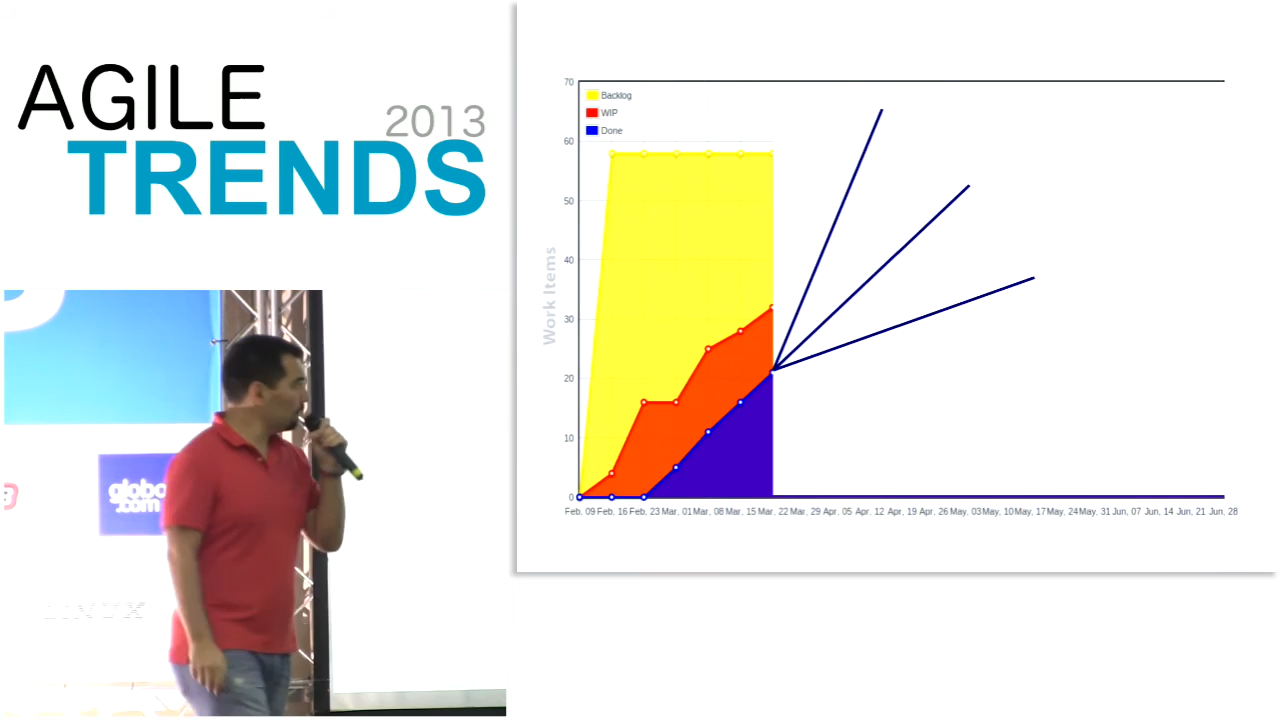 AGILE
2013
TRENDS
70
60
50
40
30
20
10
0
Backlog
WIP
Done
Work Items
Feb, 09 Feb, 16 Feb, 23 Mar, 01 Mar, 08 Mar, 15 Mar, 22 Mar, 29 Apr, 05 Apr, 12 Apr, 19 Apr, 26 May, 03 May, 10 May, 17 May, 24 May, 31 Jun, 07 Jun, 14 Jun, 21 Jun, 28
globo
.com